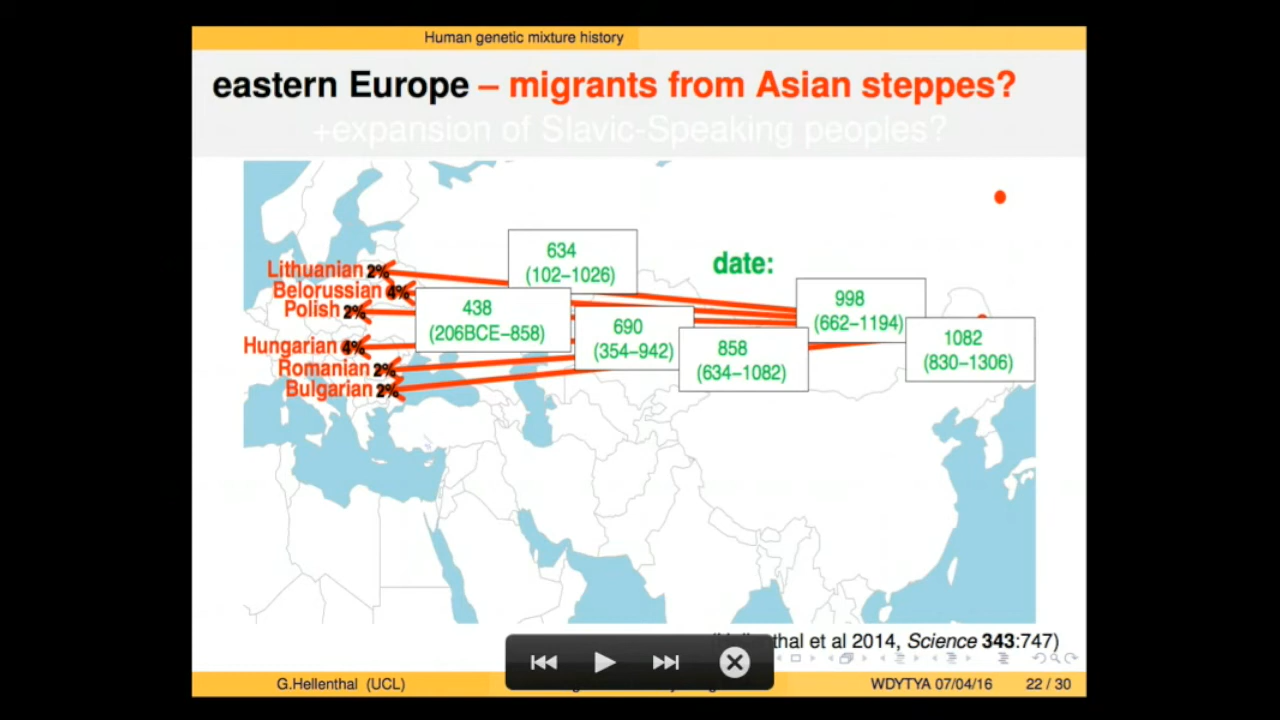 Human genetic mixture history
eastern Europe – migrants from Asian steppes?
+expansion of Slavic-Speaking peoples?
634
(102–1026)
date:
Lithuanian 2%
Belorussian 4%
Polish 2%
Hungarian 4%
Romanian 2%
Bulgarian 2%
438
(206BCE–858)
690
(354–942)
858
(634–1082)
998
(662–1194)
1082
(830–1306)
et al 2014, Science 343:747)
G.Hellenthal (UCL)
WDYTYA 07/04/16
22 / 30